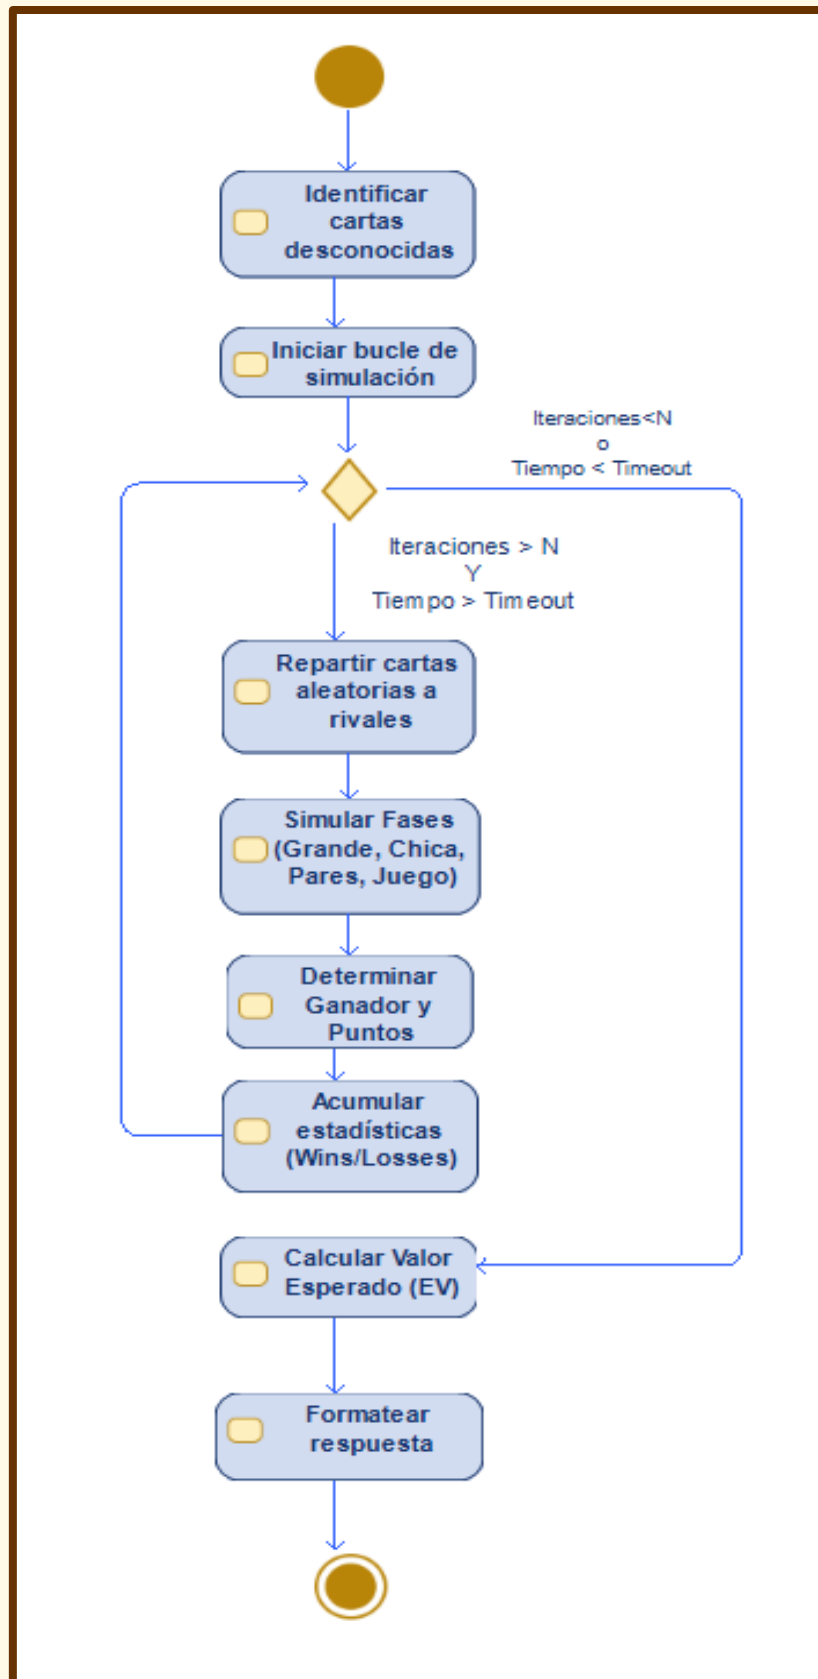 Identificar
cartas
desconocidas
Iniciar bucle de
simulación
Iteraciones<N
o
Tiempo < Timeout
Iteraciones > N
Y
Tiempo > Timeout
Repartir cartas
aleatorias a
rivales
Simular Fases
(Grande, Chica,
Pares, Juego)
Determinar
Ganador y
Puntos
Acumular
estadísticas
(Wins/Losses)
Calcular Valor
Esperado (EV)
Formatear
respuesta